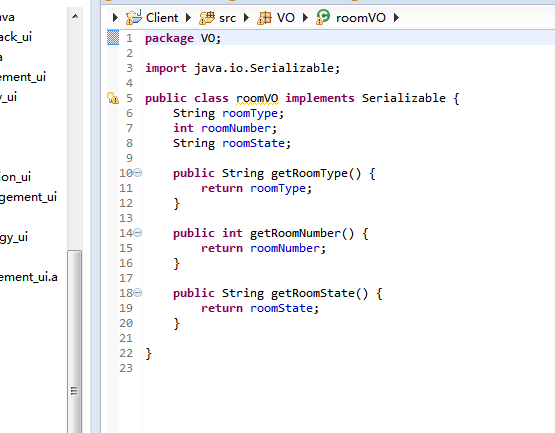 ava
ack_ui
a
ement_ui
y_ui
ion_ui
gement_ui
gy_ui
ement_ui.a
Client src VO roomVO
1 package VO;
2
3 import java.io.Serializable;
4
5 public class roomVO implements Serializable {
6 String roomType;
7 int roomNumber;
8 String roomState;
9
10 public String getRoomType() {
11 return roomType;
12 }
13
14 public int getRoomNumber() {
15 return roomNumber;
16 }
17
18 public String getRoomState() {
19 return roomState;
20 }
21
22 }
23